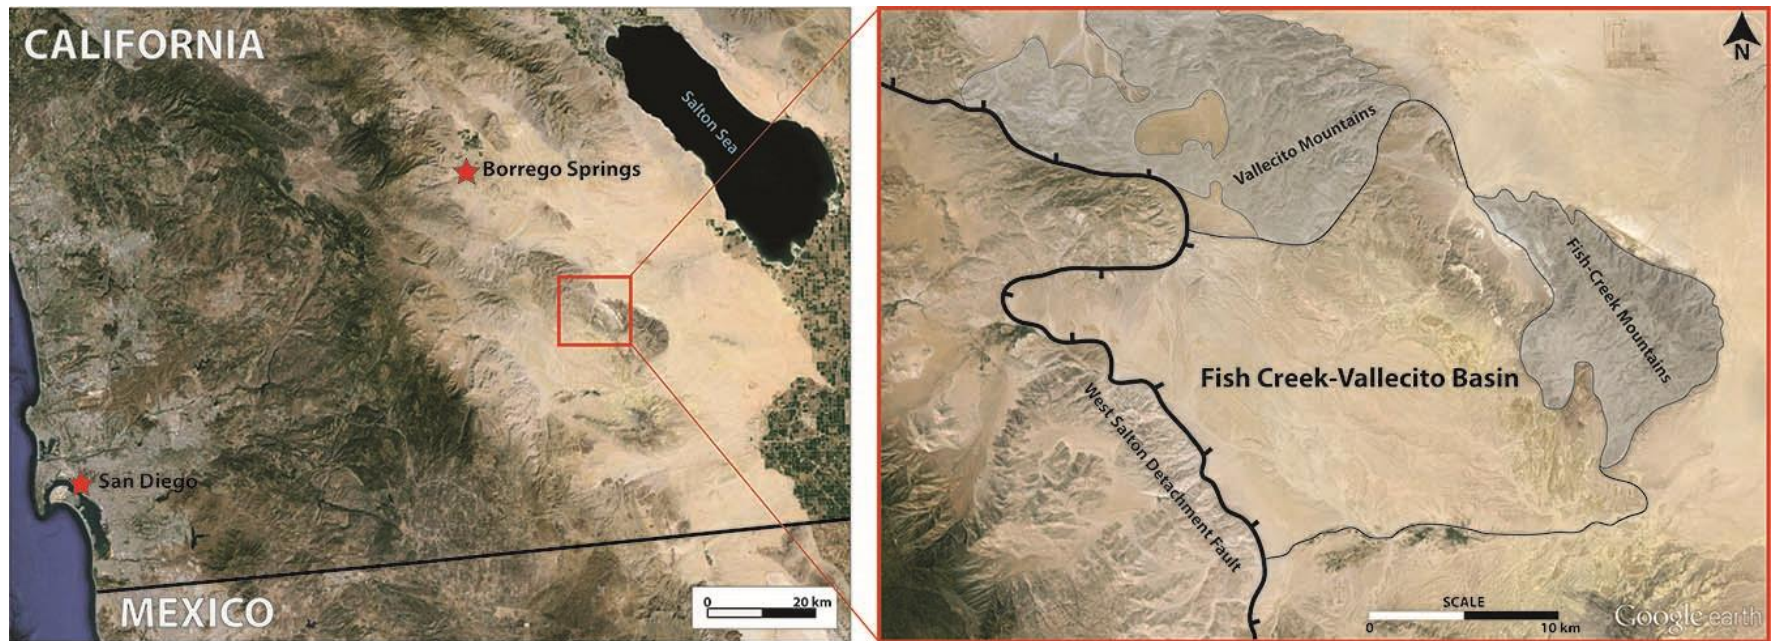 CALIFORNIA
Salton Sea
Borrego Springs
San Diego
MEXICO
0 20 km
N
Vallecito Mountains
Fish-Creek Mountains
Fish Creek-Vallecito Basin
West Salton Detachment Fault
SCALE
0 10 km
Google earth